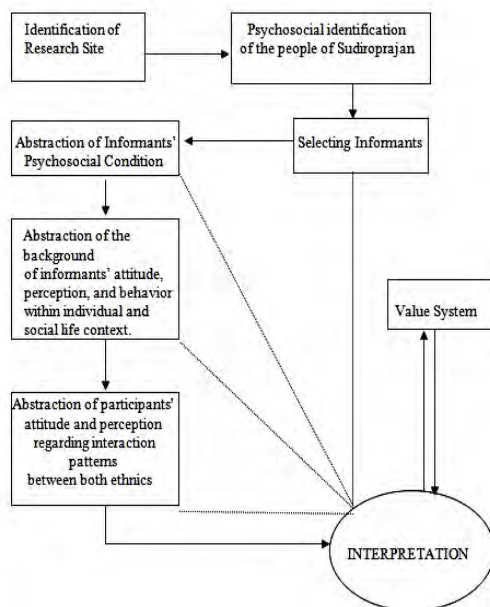 Identification of
Research Site
Psychosocial identification
of the people of Sudiroprajan
Selecting Informants
Abstraction of Informants'
Psychosocial Condition
Abstraction of the
background
of informants' attitude,
perception, and behavior
within individual and
social life context.
Value System
Abstraction of participants'
attitude and perception
regarding interaction
patterns
between both ethnics
INTERPRETATION